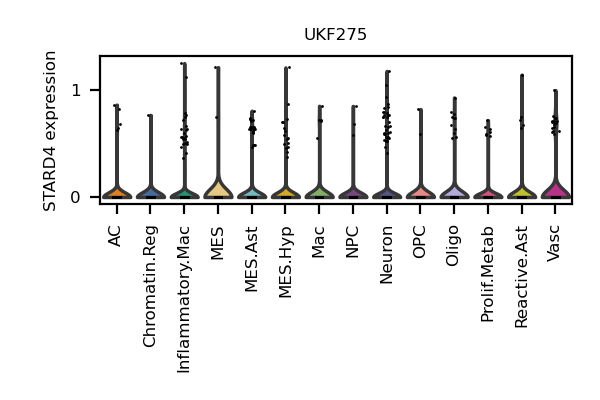 UKF275
STARD4 expression
1
0
AC
Chromatin.Reg
Inflammatory.Mac
MES
MES.Ast
MES.Hyp
Mac
NPC
Neuron
OPC
Oligo
Prolif.Metab
Reactive.Ast
Vasc